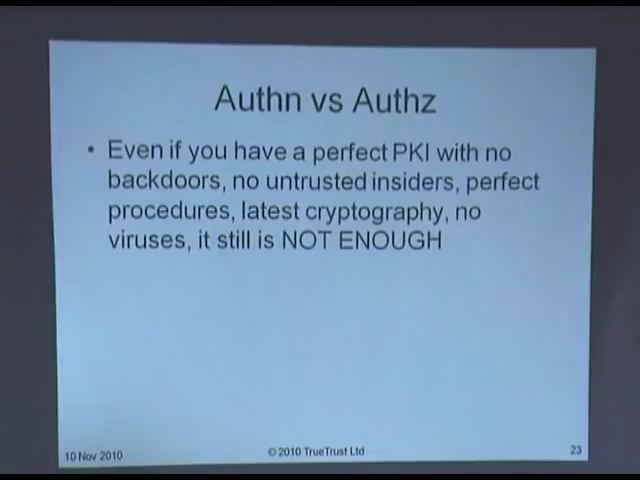 Authn vs Authz
• Even if you have a perfect PKI with no
backdoors, no untrusted insiders, perfect
procedures, latest cryptography, no
viruses, it still is NOT ENOUGH
10 Nov 2010
© 2010 TrueTrust Ltd
23